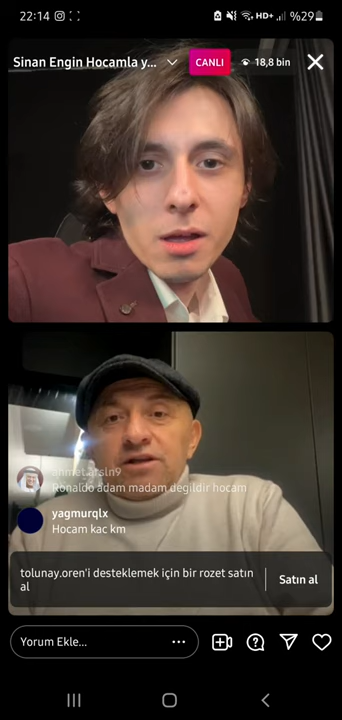 22:14
HD+ %29
Sinan Engin Hocamla y...
CANLI
18,8 bin
ahmet.arsln9
Ronaldo adam madam degildir hocam
yagmurqlx
Hocam kac km
tolunay.oren'i desteklemek için bir rozet satın
al
Satın al
Yorum Ekle...